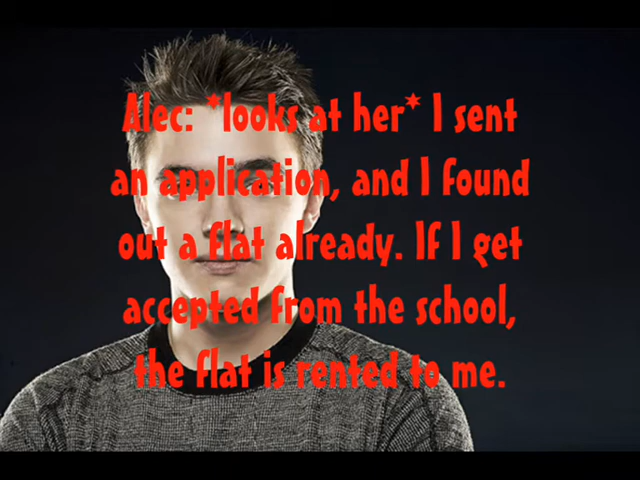 Alec: *looks at her* I sent
an application, and I found
out a flat already. If I get
accepted from the school,
the flat is rented to me.